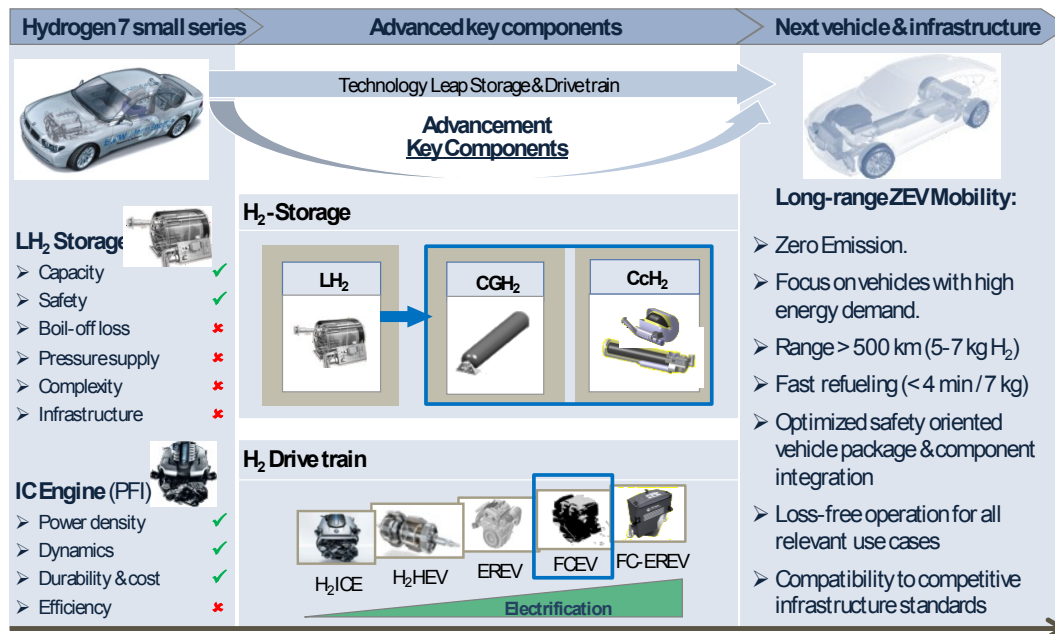 Hydrogen 7 small series
Advanced key components
Next vehicle & infrastructure
Technology Leap Storage & Drivetrain
Advancement
Key Components
LH₂ Storage
➢ Capacity ✓
➢ Safety ✓
➢ Boil-off loss ✘
➢ Pressure supply ✘
➢ Complexity ✘
➢ Infrastructure ✘
IC Engine (PFI)
➢ Power density ✓
➢ Dynamics ✓
➢ Durability & cost ✓
➢ Efficiency ✘
H₂-Storage
LH₂
CGH₂
CcH₂
H₂ Drive train
H₂ICE
H₂HEV
EREV
FCEV
FC-EREV
Electrification
Long-range ZEV Mobility:
➢ Zero Emission.
➢ Focus on vehicles with high
energy demand.
➢ Range > 500 km (5-7 kg H₂)
➢ Fast refueling (< 4 min / 7 kg)
➢ Optimized safety oriented
vehicle package & component
integration
➢ Loss-free operation for all
relevant use cases
➢ Compatibility to competitive
infrastructure standards